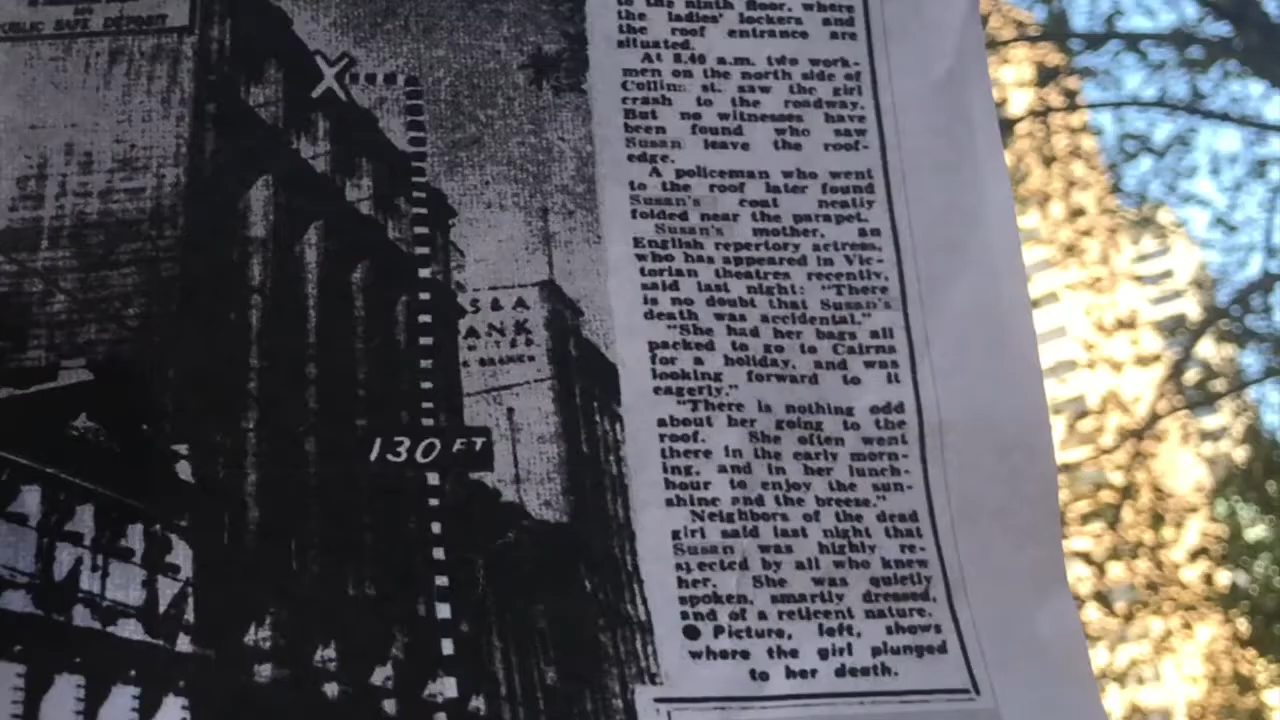 PUBLIC SAFE DEPOSIT
X
S & A
ANK
130 FT
to the ninth floor, where
the ladies' lockers and
the roof entrance are
situated.
At 8.40 a.m. two work-
men on the north side of
Collins st. saw the girl
crash to the roadway.
But no witnesses have
been found who saw
Susan leave the roof-
edge.
A policeman who went
to the roof later found
Susan's coat neatly
folded near the parapet.
Susan's mother, an
English repertory actress,
who has appeared in Vic-
torian theatres recently,
said last night: "There
is no doubt that Susan's
death was accidental."
"She had her bags all
packed to go to Cairns
for a holiday, and was
looking forward to it
eagerly."
"There is nothing odd
about her going to the
roof. She often went
there in the early morn-
ing, and in her lunch-
hour to enjoy the sun-
shine and the breeze."
Neighbors of the dead
girl said last night that
Susan was highly re-
spected by all who knew
her. She was quietly
spoken, smartly dressed,
and of a reticent nature.
● Picture, left, shows
where the girl plunged
to her death.